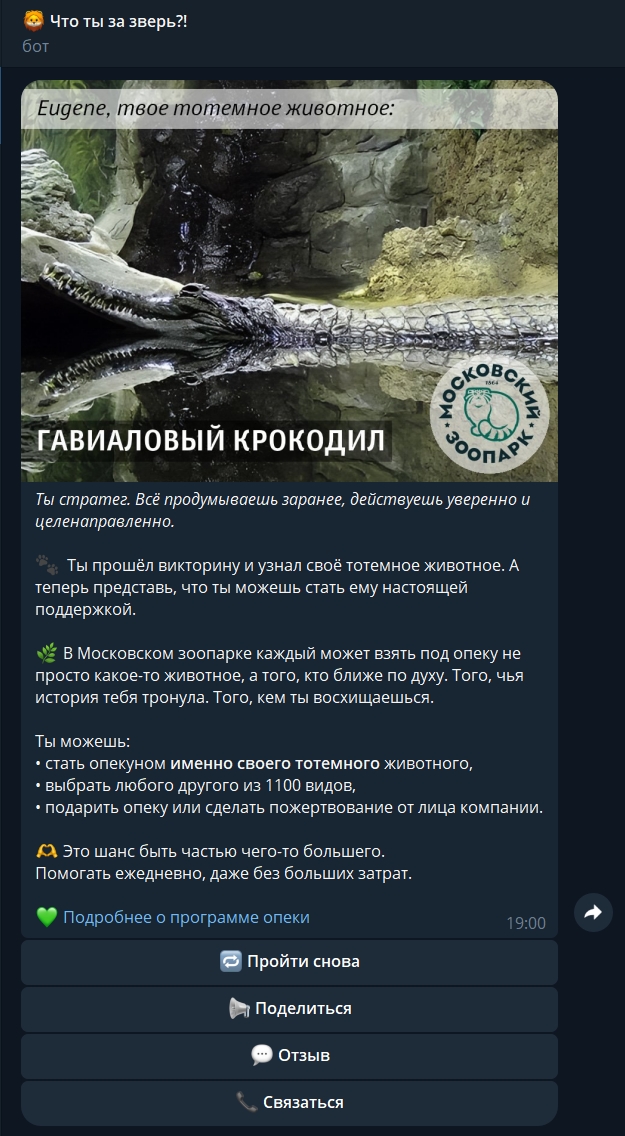 🦁 Что ты за зверь?!
бот
Eugene, твое тотемное животное:
МОСКОВСКИЙ
1864
ЗООПАРК
ГАВИАЛОВЫЙ КРОКОДИЛ
Ты стратег. Всё продумываешь заранее, действуешь уверенно и
целенаправленно.
🐾 Ты прошёл викторину и узнал своё тотемное животное. А
теперь представь, что ты можешь стать ему настоящей
поддержкой.
🌿 В Московском зоопарке каждый может взять под опеку не
просто какое-то животное, а того, кто ближе по духу. Того, чья
история тебя тронула. Того, кем ты восхищаешься.
Ты можешь:
• стать опекуном именно своего тотемного животного,
• выбрать любого другого из 1100 видов,
• подарить опеку или сделать пожертвование от лица компании.
🫶 Это шанс быть частью чего-то большего.
Помогать ежедневно, даже без больших затрат.
💚 Подробнее о программе опеки
19:00
🔁 Пройти снова
📢 Поделиться
💬 Отзыв
📞 Связаться